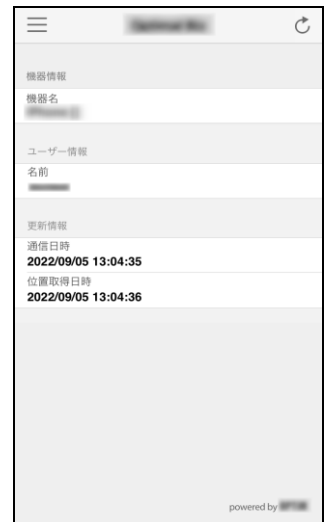 機器情報
機器名
ユーザー情報
名前
更新情報
通信日時
2022/09/05 13:04:35
位置取得日時
2022/09/05 13:04:36
powered by